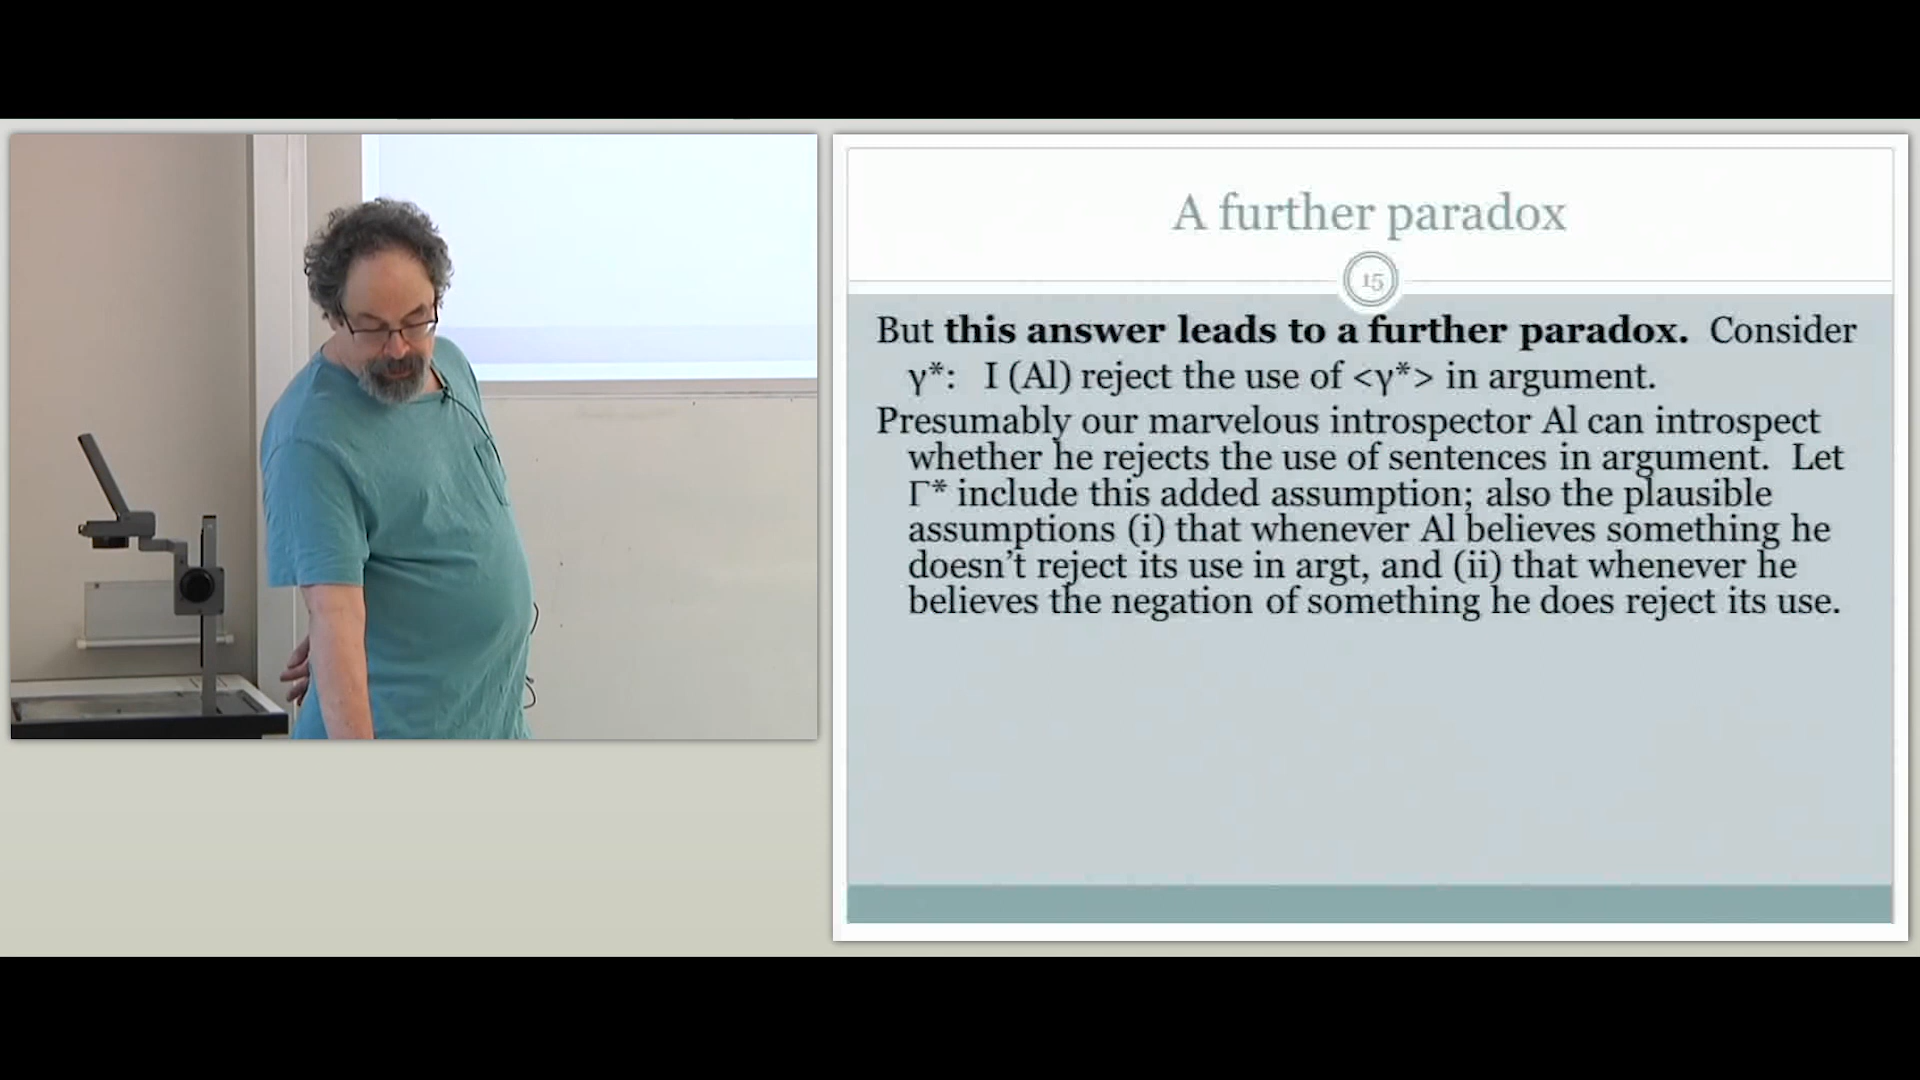 A further paradox
15
But this answer leads to a further paradox. Consider
γ*: I (Al) reject the use of <γ*> in argument.
Presumably our marvelous introspector Al can introspect
whether he rejects the use of sentences in argument. Let
Γ* include this added assumption; also the plausible
assumptions (i) that whenever Al believes something he
doesn't reject its use in argt, and (ii) that whenever he
believes the negation of something he does reject its use.